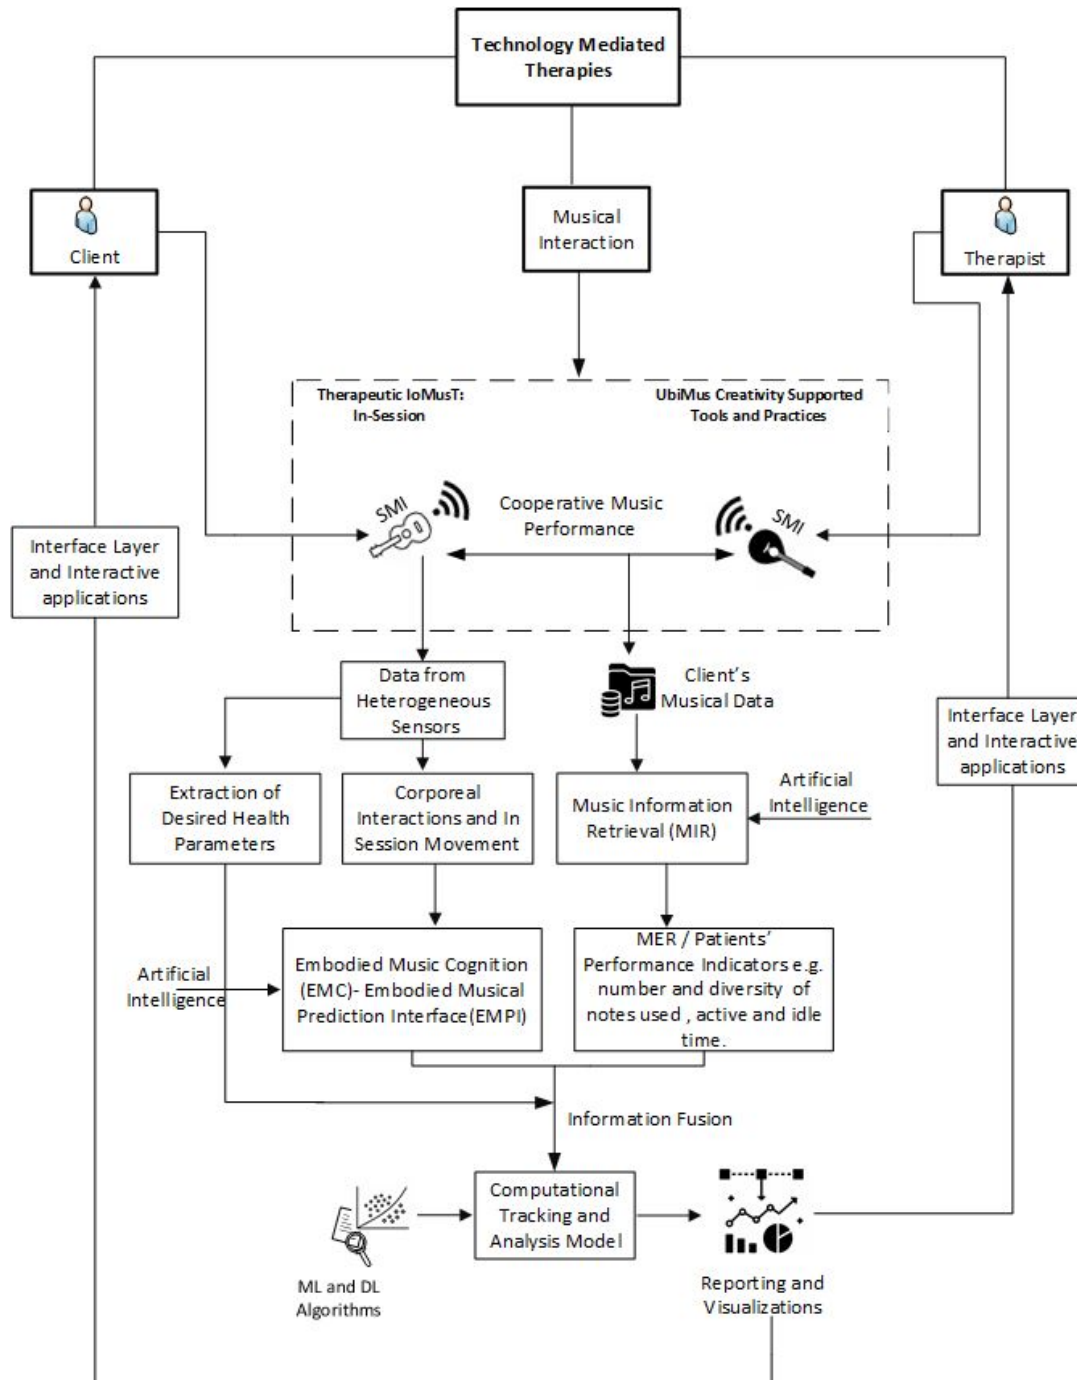 Technology Mediated
Therapies
Client
Musical
Interaction
Therapist
Therapeutic IoMusT:
In-Session
UbiMus Creativity Supported
Tools and Practices
SMI
Cooperative Music
Performance
SMI
Interface Layer
and Interactive
applications
Data from
Heterogeneous
Sensors
Client's
Musical Data
Interface Layer
and Interactive
applications
Extraction of
Desired Health
Parameters
Corporeal
Interactions and In
Session Movement
Music Information
Retrieval (MIR)
Artificial
Intelligence
Artificial
Intelligence
Embodied Music Cognition
(EMC)- Embodied Musical
Prediction Interface(EMPI)
MER / Patients'
Performance Indicators e.g.
number and diversity of
notes used , active and idle
time.
Information Fusion
ML and DL
Algorithms
Computational
Tracking and
Analysis Model
Reporting and
Visualizations